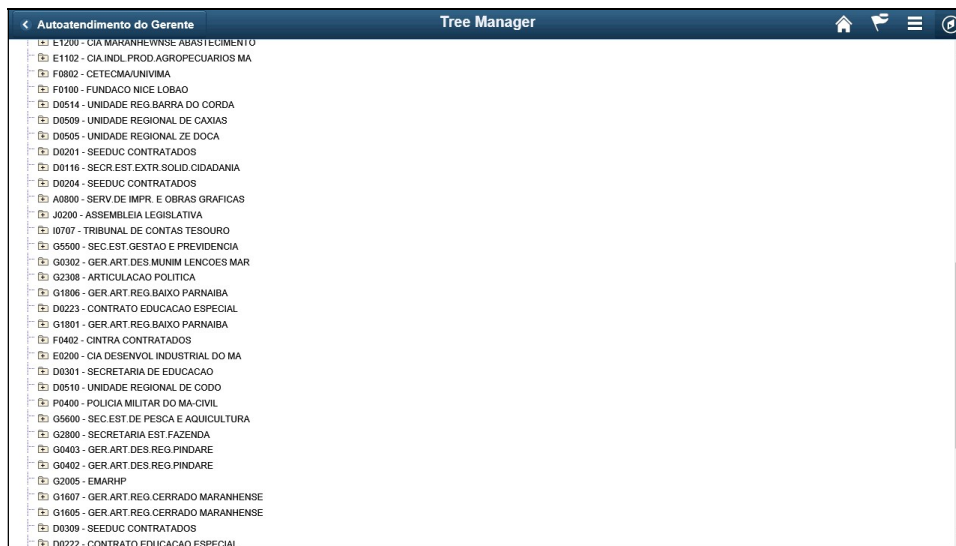 Autoatendimento do Gerente
Tree Manager
E1200 - CIA MARANHEWNSE ABASTECIMENTO
E1102 - CIA.INDL.PROD.AGROPECUARIOS MA
F0802 - CETECMA/UNIVIMA
F0100 - FUNDACO NICE LOBAO
D0514 - UNIDADE REG.BARRA DO CORDA
D0509 - UNIDADE REGIONAL DE CAXIAS
D0505 - UNIDADE REGIONAL ZE DOCA
D0201 - SEEDUC CONTRATADOS
D0116 - SECR.EST.EXTR.SOLID.CIDADANIA
D0204 - SEEDUC CONTRATADOS
A0800 - SERV.DE IMPR. E OBRAS GRAFICAS
J0200 - ASSEMBLEIA LEGISLATIVA
I0707 - TRIBUNAL DE CONTAS TESOURO
G5500 - SEC.EST.GESTAO E PREVIDENCIA
G0302 - GER.ART.DES.MUNIM LENCOES MAR
G2308 - ARTICULACAO POLITICA
G1806 - GER.ART.REG.BAIXO PARNAIBA
D0223 - CONTRATO EDUCACAO ESPECIAL
G1801 - GER.ART.REG.BAIXO PARNAIBA
F0402 - CINTRA CONTRATADOS
E0200 - CIA DESENVOL INDUSTRIAL DO MA
D0301 - SECRETARIA DE EDUCACAO
D0510 - UNIDADE REGIONAL DE CODO
P0400 - POLICIA MILITAR DO MA-CIVIL
G5600 - SEC.EST.DE PESCA E AQUICULTURA
G2800 - SECRETARIA EST.FAZENDA
G0403 - GER.ART.DES.REG.PINDARE
G0402 - GER.ART.DES.REG.PINDARE
G2005 - EMARHP
G1607 - GER.ART.REG.CERRADO MARANHENSE
G1605 - GER.ART.REG.CERRADO MARANHENSE
D0309 - SEEDUC CONTRATADOS
D0222 - CONTRATO EDUCACAO ESPECIAL